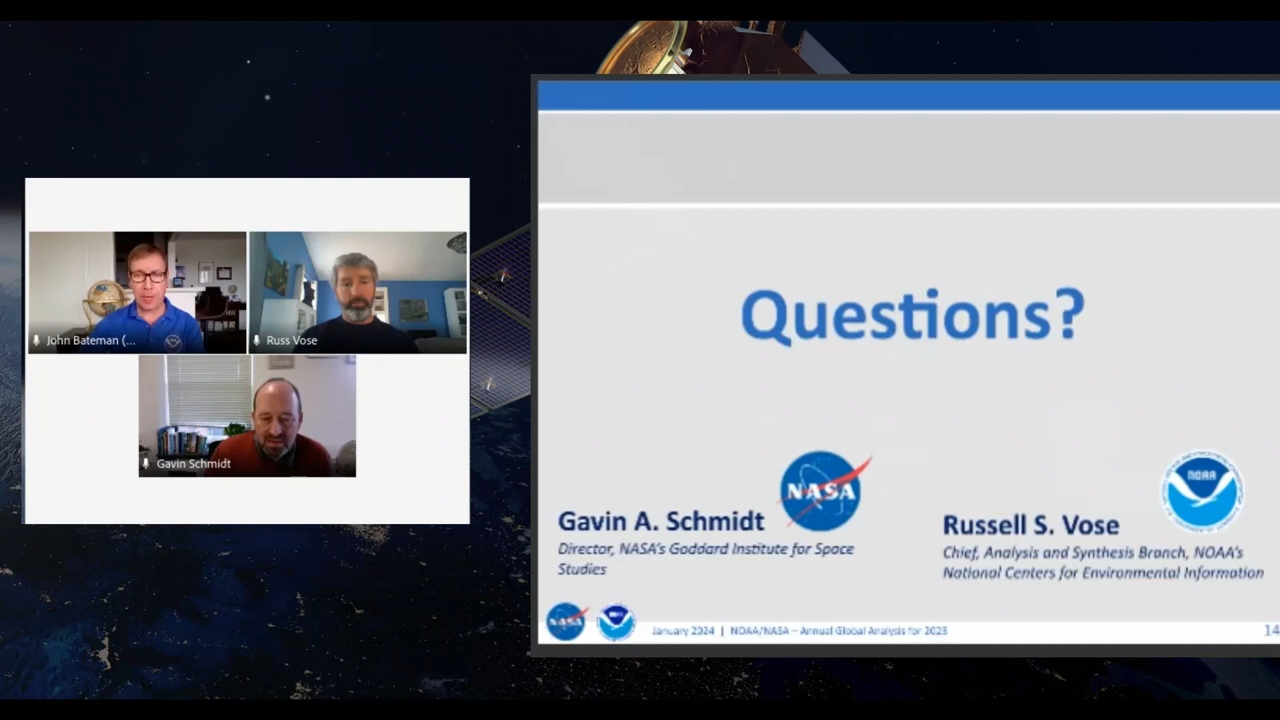 John Bateman (...
Russ Vose
Gavin Schmidt
Questions?
NASA
NOAA
Gavin A. Schmidt
Director, NASA's Goddard Institute for Space
Studies
Russell S. Vose
Chief, Analysis and Synthesis Branch, NOAA's
National Centers for Environmental Information
NASA
January 2024 | NOAA/NASA – Annual Global Analysis for 2023
14